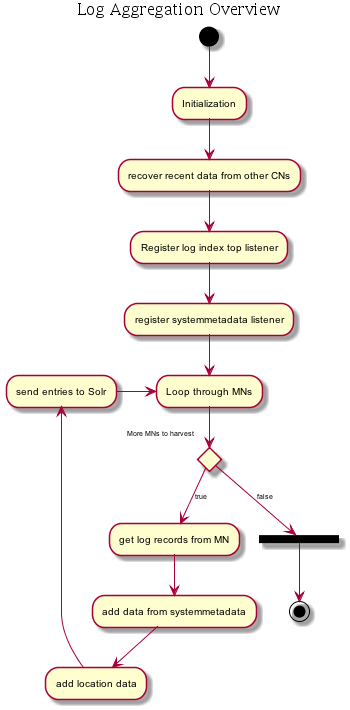 Log Aggregation Overview
Initialization
recover recent data from other CNs
Register log index top listener
register systemmetadata listener
send entries to Solr
Loop through MNs
More MNs to harvest
true
false
get log records from MN
add data from systemmetadata
add location data